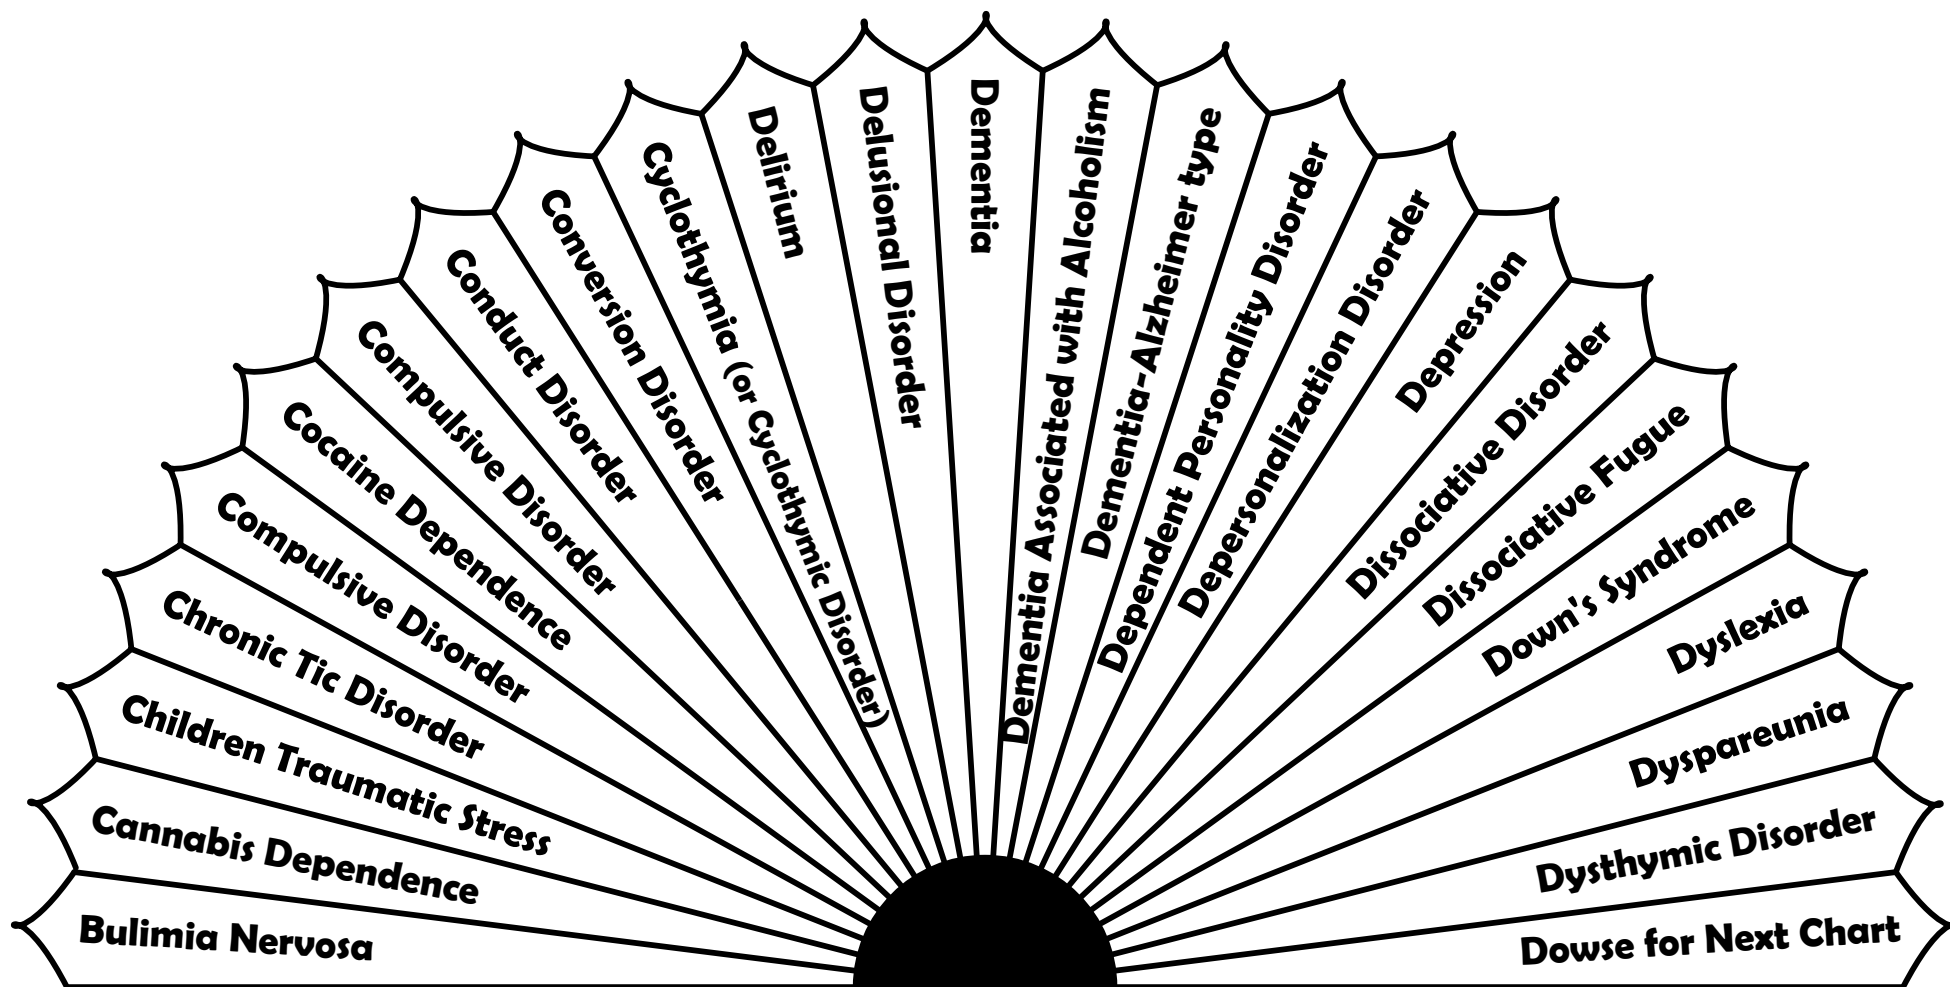 Bulimia Nervosa
Cannabis Dependence
Children Traumatic Stress
Chronic Tic Disorder
Compulsive Disorder
Cocaine Dependence
Compulsive Disorder
Conduct Disorder
Conversion Disorder
Cyclothymia (or Cyclothymic Disorder)
Delirium
Delusional Disorder
Dementia
Dementia Associated with Alcoholism
Dementia-Alzheimer type
Dependent Personality Disorder
Depersonalization Disorder
Depression
Dissociative Disorder
Dissociative Fugue
Down's Syndrome
Dyslexia
Dyspareunia
Dysthymic Disorder
Dowse for Next Chart